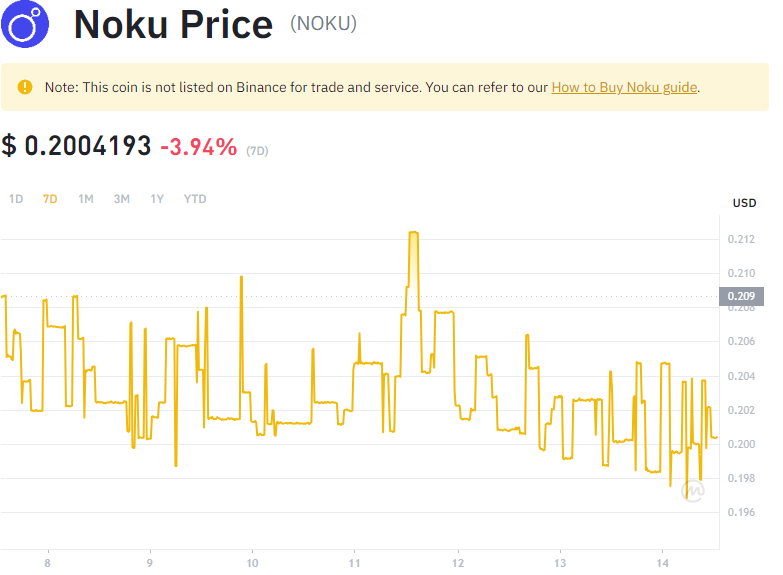 Noku Price (NOKU)
Note: This coin is not listed on Binance for trade and service. You can refer to our How to Buy Noku guide.
$ 0.2004193 -3.94% (7D)
1D 7D 1M 3M 1Y YTD
USD
0.212
0.210
0.209
0.208
0.206
0.204
0.202
0.200
0.198
0.196
8 9 10 11 12 13 14